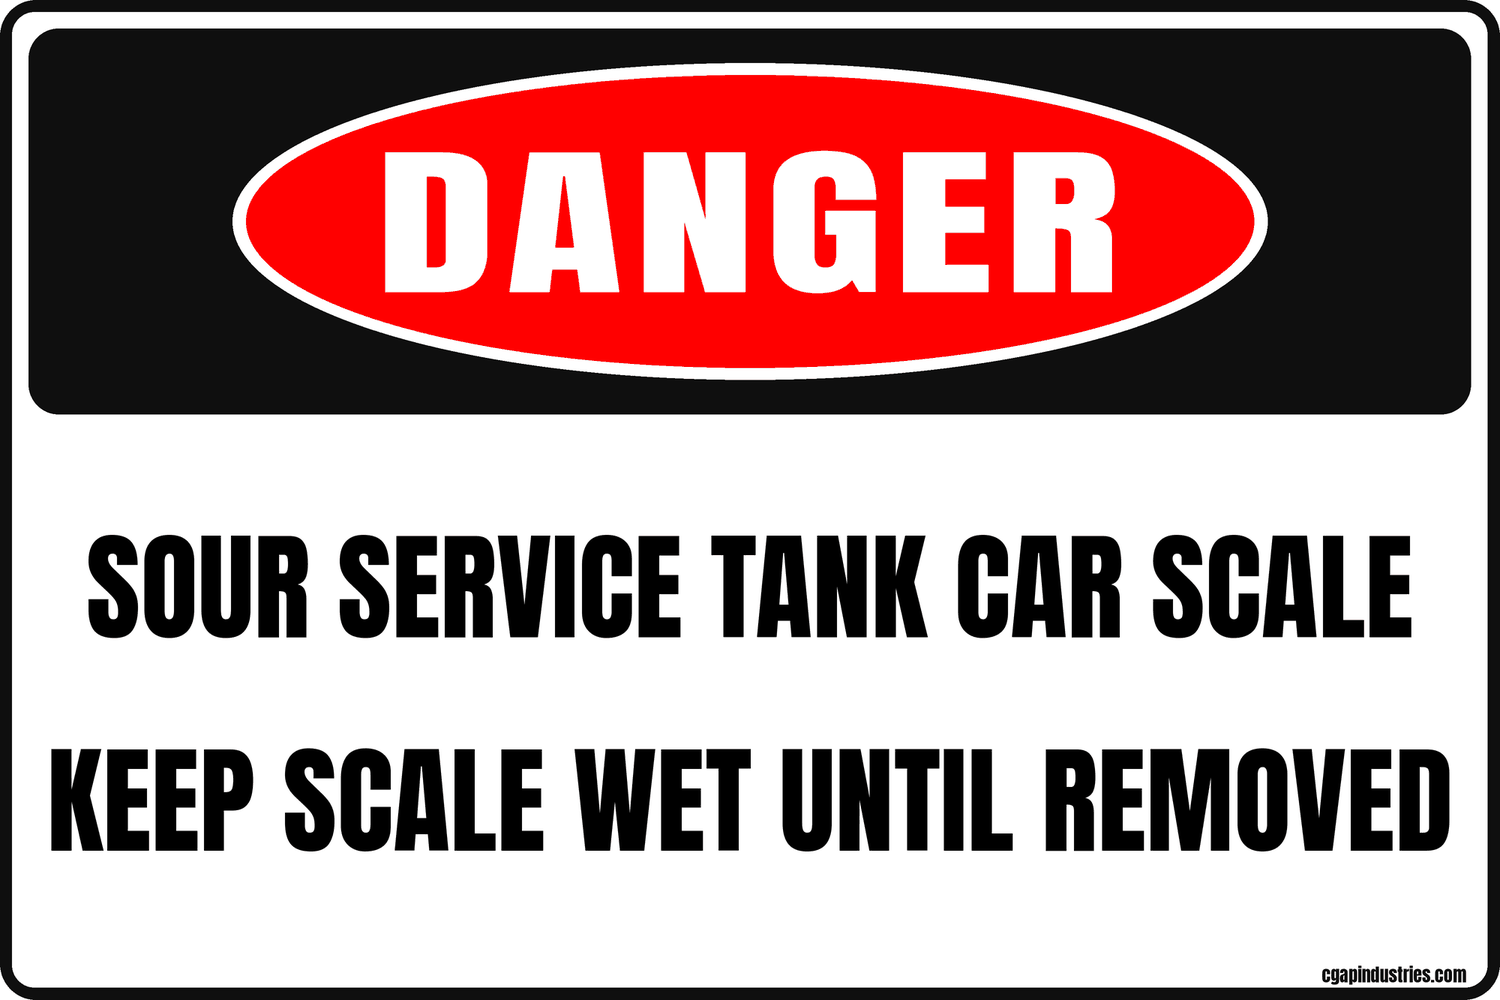 DANGER
SOUR SERVICE TANK CAR SCALE
KEEP SCALE WET UNTIL REMOVED
cgapindustries.com